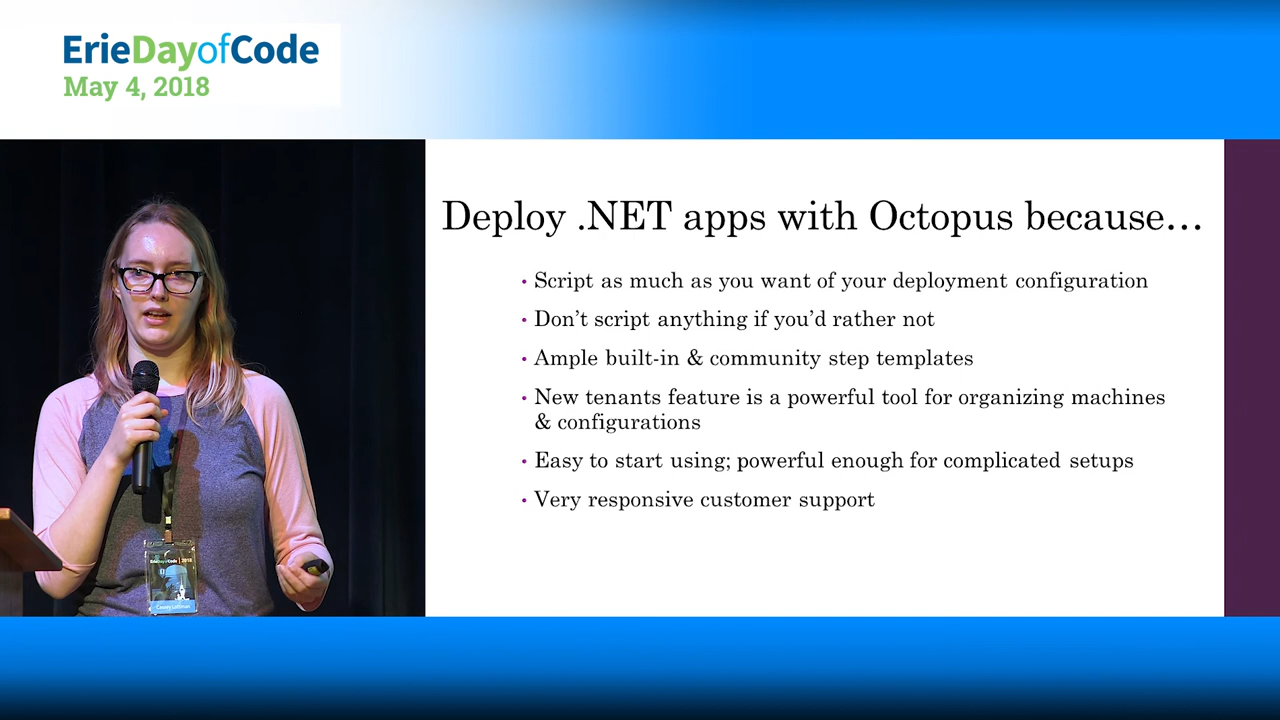 ErieDayofCode
May 4, 2018
Deploy .NET apps with Octopus because…
• Script as much as you want of your deployment configuration
• Don’t script anything if you’d rather not
• Ample built-in & community step templates
• New tenants feature is a powerful tool for organizing machines
& configurations
• Easy to start using; powerful enough for complicated setups
• Very responsive customer support
ErieDayofCode | 2018